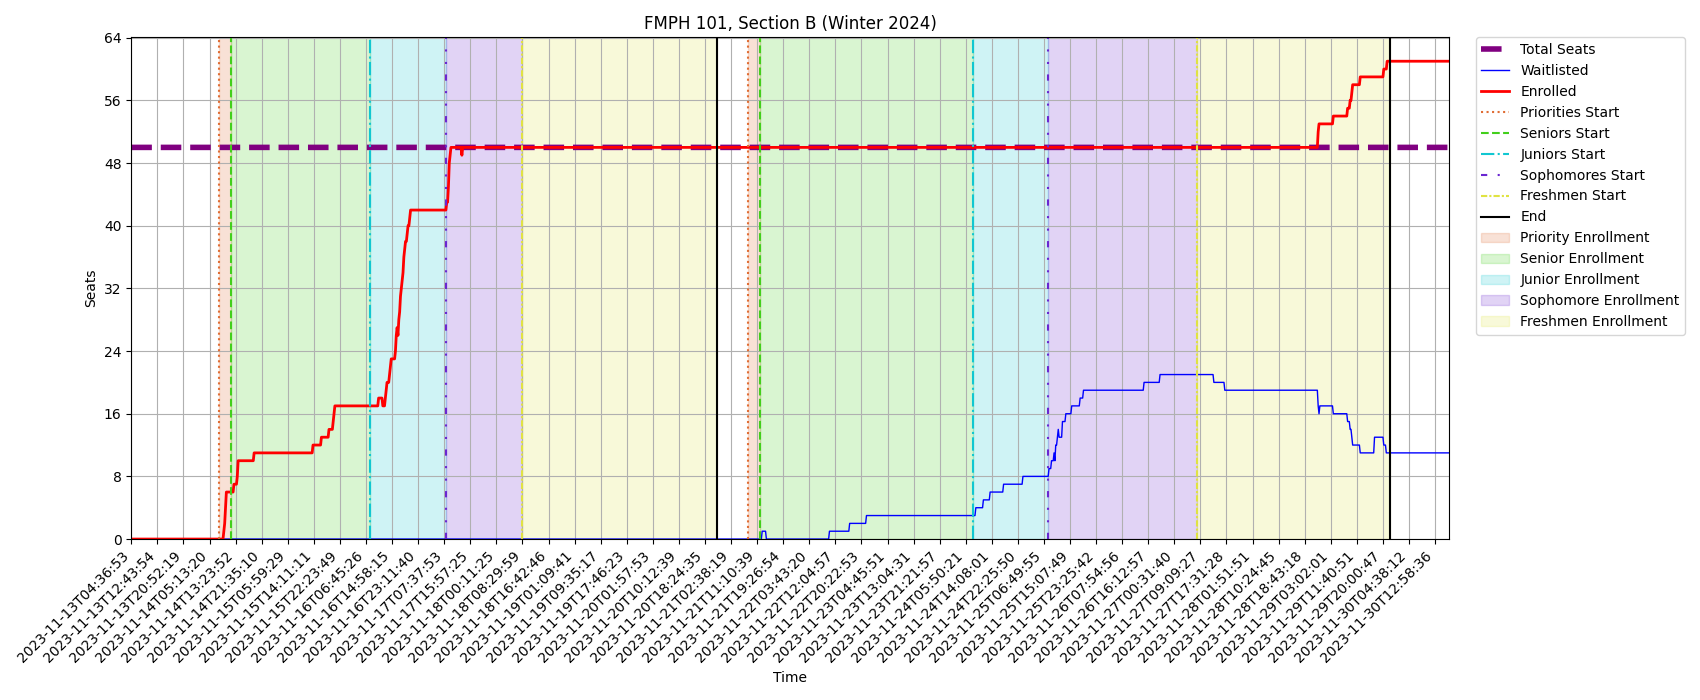 FMPH 101, Section B (Winter 2024)
64
56
48
40
32
24
16
8
0
Seats
2023-11-13T04:36:53
2023-11-13T12:43:54
2023-11-13T20:52:19
2023-11-14T05:13:20
2023-11-14T13:23:52
2023-11-14T21:35:10
2023-11-15T05:59:29
2023-11-15T14:11:11
2023-11-15T22:23:49
2023-11-16T06:45:26
2023-11-16T14:58:15
2023-11-16T23:11:40
2023-11-17T07:37:53
2023-11-17T15:57:23
2023-11-18T00:11:25
2023-11-18T08:29:59
2023-11-18T16:42:46
2023-11-19T01:09:41
2023-11-19T09:35:17
2023-11-19T17:46:23
2023-11-20T01:57:53
2023-11-20T10:12:39
2023-11-20T18:24:35
2023-11-21T02:38:19
2023-11-21T11:10:39
2023-11-21T19:26:54
2023-11-22T03:43:20
2023-11-22T12:04:57
2023-11-22T20:22:53
2023-11-23T04:45:51
2023-11-23T13:04:31
2023-11-23T21:21:57
2023-11-24T05:50:21
2023-11-24T14:08:01
2023-11-24T22:25:50
2023-11-25T06:49:55
2023-11-25T15:07:49
2023-11-25T23:25:42
2023-11-26T07:54:56
2023-11-26T16:12:57
2023-11-27T00:31:40
2023-11-27T09:09:27
2023-11-27T17:31:28
2023-11-28T01:51:51
2023-11-28T10:24:45
2023-11-28T18:43:18
2023-11-29T03:02:01
2023-11-29T11:40:51
2023-11-29T20:00:47
2023-11-30T04:38:12
2023-11-30T12:58:36
Time
Total Seats
Waitlisted
Enrolled
Priorities Start
Seniors Start
Juniors Start
Sophomores Start
Freshmen Start
End
Priority Enrollment
Senior Enrollment
Junior Enrollment
Sophomore Enrollment
Freshmen Enrollment